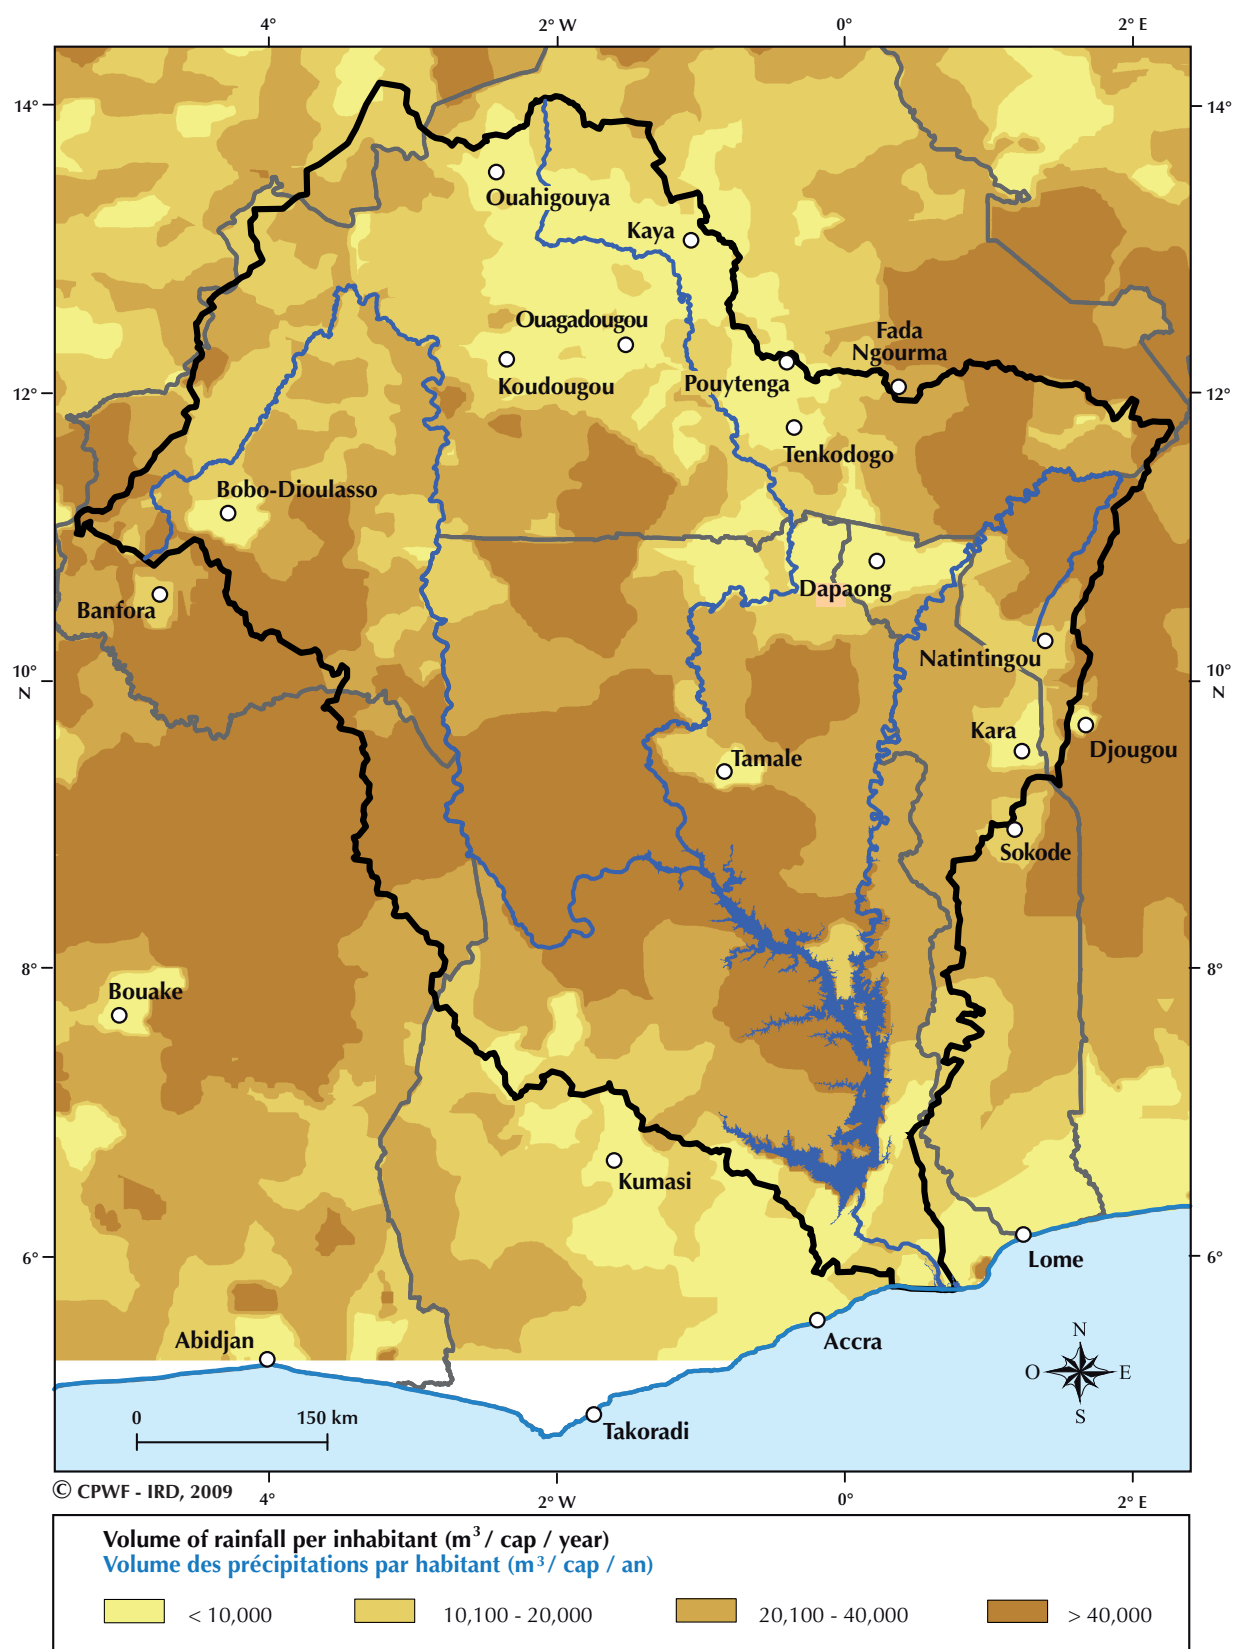 4°
2° W
0°
2° E
14°
14°
Ouahigouya
Kaya
Ouagadougou
Fada
Ngourma
Koudougou
Pouytenga
12°
12°
Tenkodogo
Bobo-Dioulasso
Dapaong
Banfora
Natintingou
10°
N
10°
N
Kara
Djougou
Tamale
Sokode
8°
8°
Bouake
Kumasi
6°
6°
Lome
Abidjan
Accra
N
O
E
S
0
150 km
Takoradi
© CPWF - IRD, 2009
4°
2° W
0°
2° E
Volume of rainfall per inhabitant (m³ / cap / year)
Volume des précipitations par habitant (m³ / cap / an)
< 10,000
10,100 - 20,000
20,100 - 40,000
> 40,000